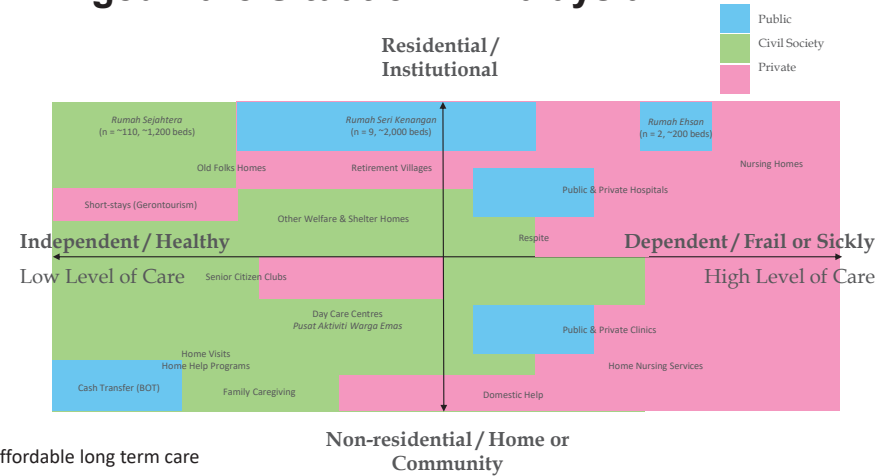 Public
Civil Society
Private
Residential /
Institutional
Rumah Sejahtera
(n = ~110, ~1,200 beds)
Rumah Seri Kenangan
(n = 9, ~2,000 beds)
Rumah Ehsan
(n = 2, ~200 beds)
Old Folks Homes
Retirement Villages
Nursing Homes
Public & Private Hospitals
Short-stays (Gerontourism)
Other Welfare & Shelter Homes
Respite
Independent / Healthy
Dependent / Frail or Sickly
Low Level of Care
Senior Citizen Clubs
High Level of Care
Day Care Centres
Pusat Aktiviti Warga Emas
Public & Private Clinics
Home Visits
Home Help Programs
Home Nursing Services
Cash Transfer (BOT)
Family Caregiving
Domestic Help
Non-residential / Home or
Community
ffordable long term care